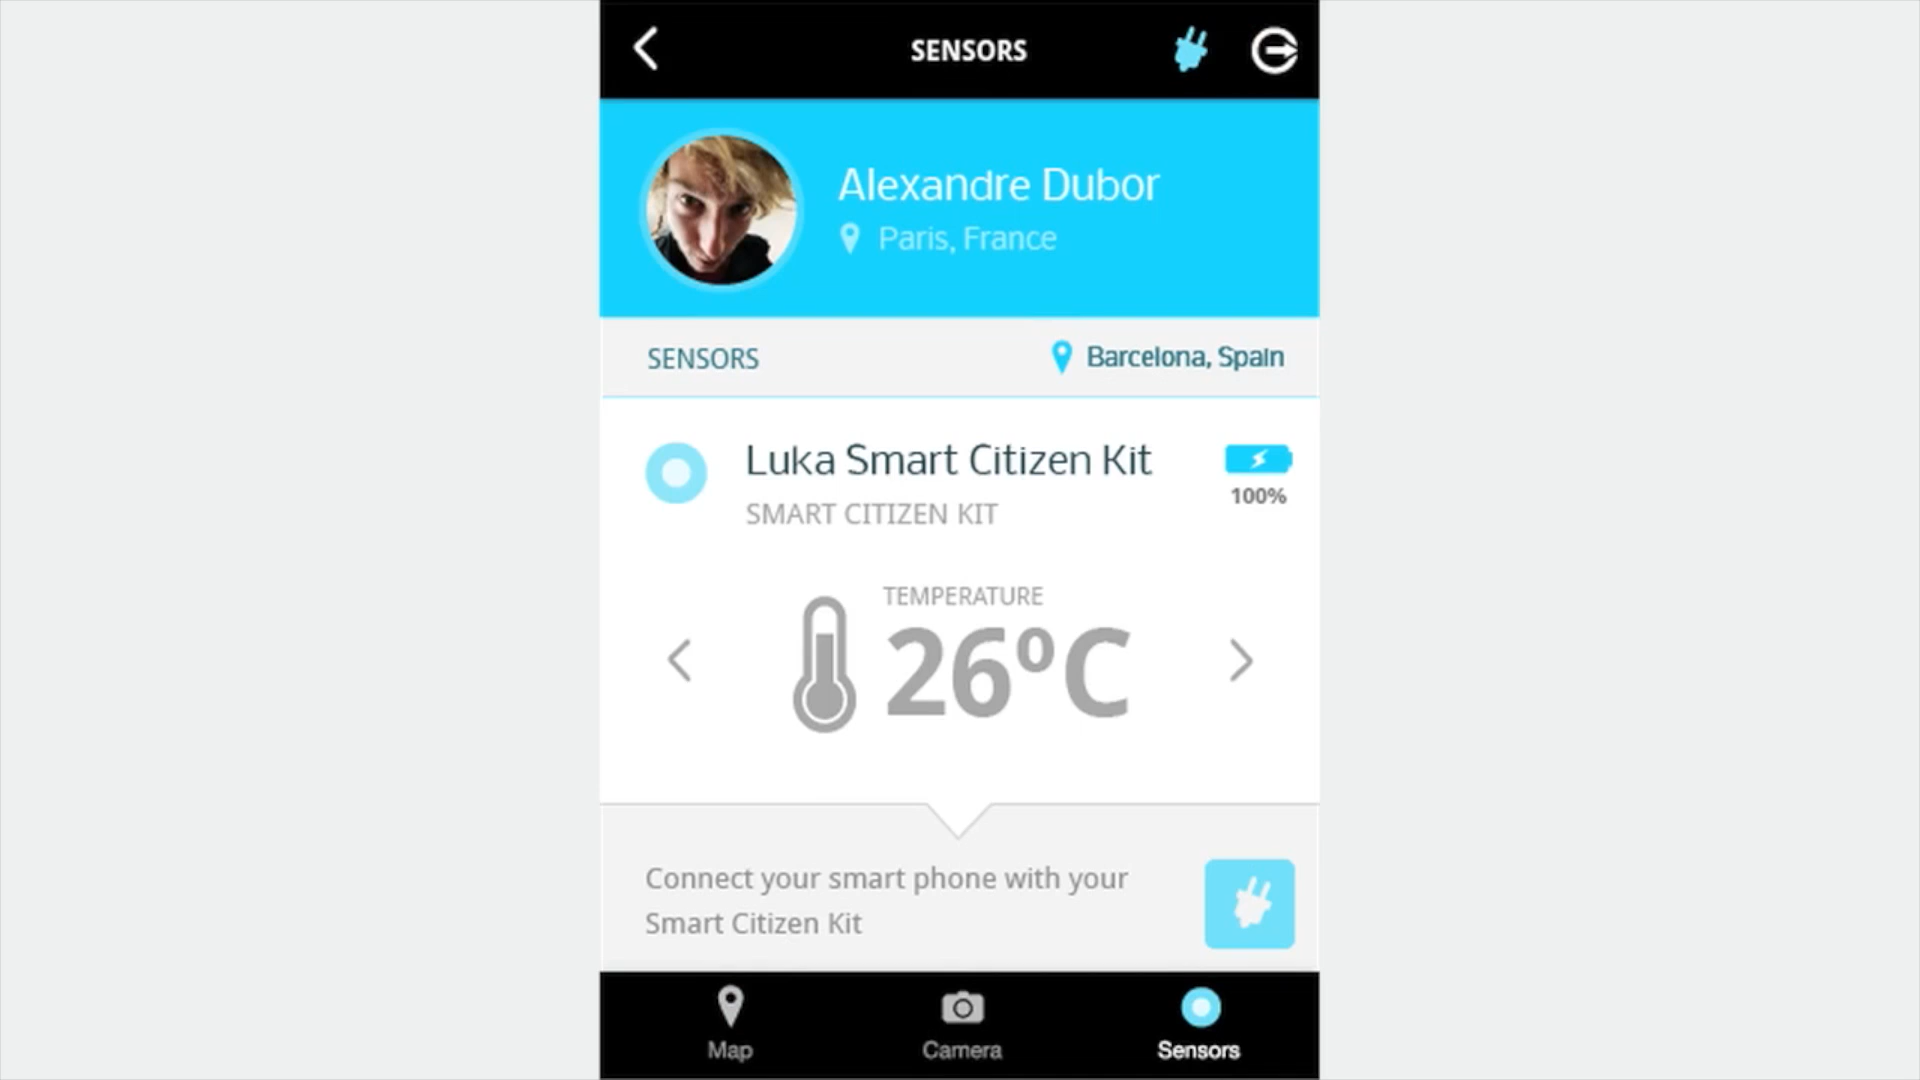 SENSORS
Alexandre Dubor
Paris, France
SENSORS
Barcelona, Spain
Luka Smart Citizen Kit
100%
SMART CITIZEN KIT
TEMPERATURE
26ºC
Connect your smart phone with your
Smart Citizen Kit
Map
Camera
Sensors